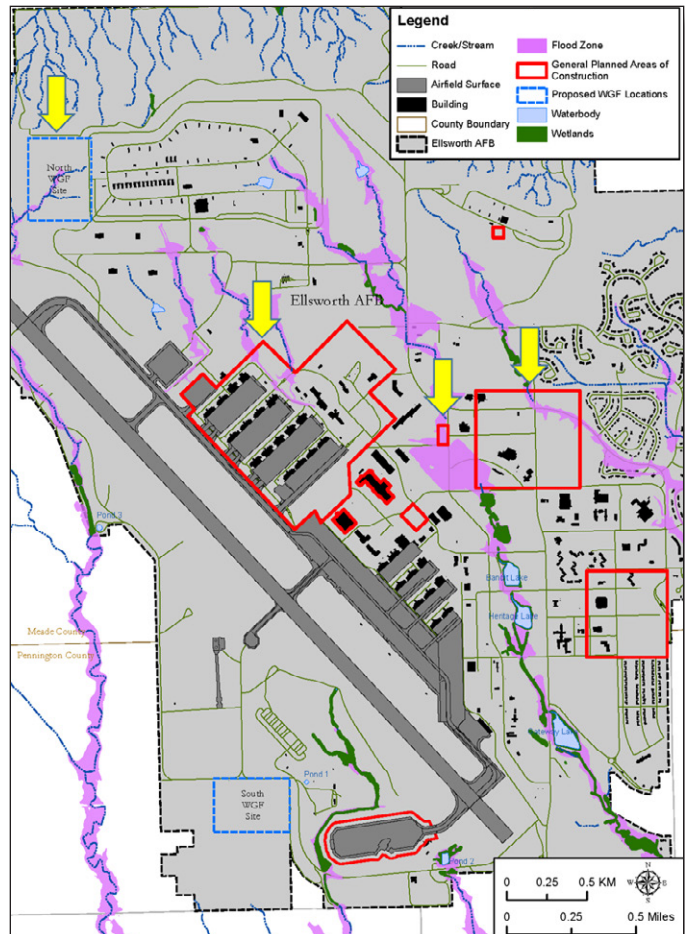 Legend
Creek/Stream
Road
Airfield Surface
Building
County Boundary
Ellsworth AFB
Flood Zone
General Planned Areas of
Construction
Proposed WGF Locations
Waterbody
Wetlands
North
WGF
Site
Ellsworth AFB
Pond 3
Bandit Lake
Heritage Lake
Meade County
Pennington County
Gateway Lake
Pond 1
South
WGF
Site
Pond 2
N
W
E
S
0 0.25 0.5 KM
0 0.25 0.5 Miles